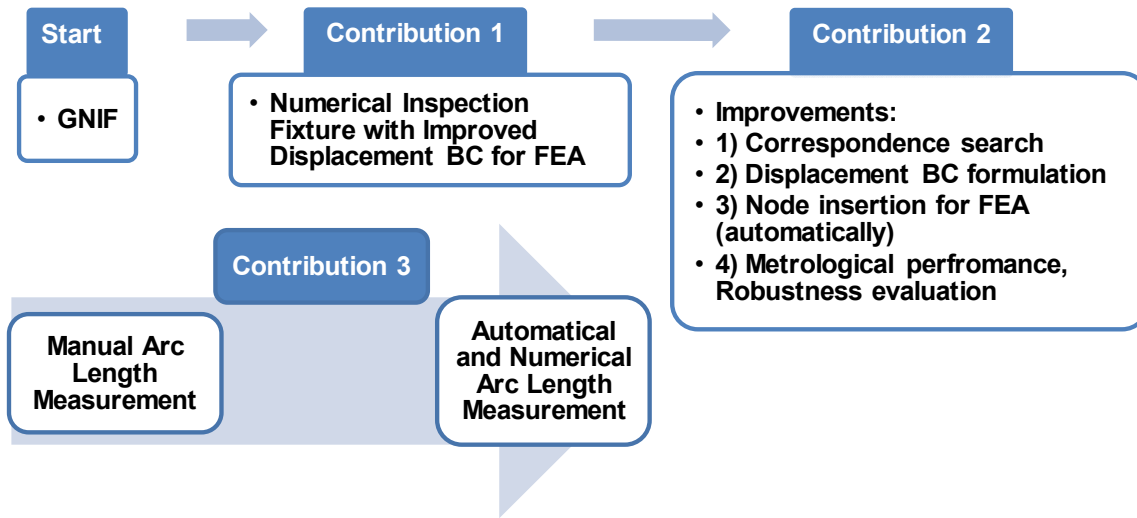 Start
• GNIF
Contribution 1
• Numerical Inspection
Fixture with Improved
Displacement BC for FEA
Contribution 2
• Improvements:
• 1) Correspondence search
• 2) Displacement BC formulation
• 3) Node insertion for FEA
(automatically)
• 4) Metrological perfromance,
Robustness evaluation
Contribution 3
Manual Arc
Length
Measurement
Automatical
and Numerical
Arc Length
Measurement